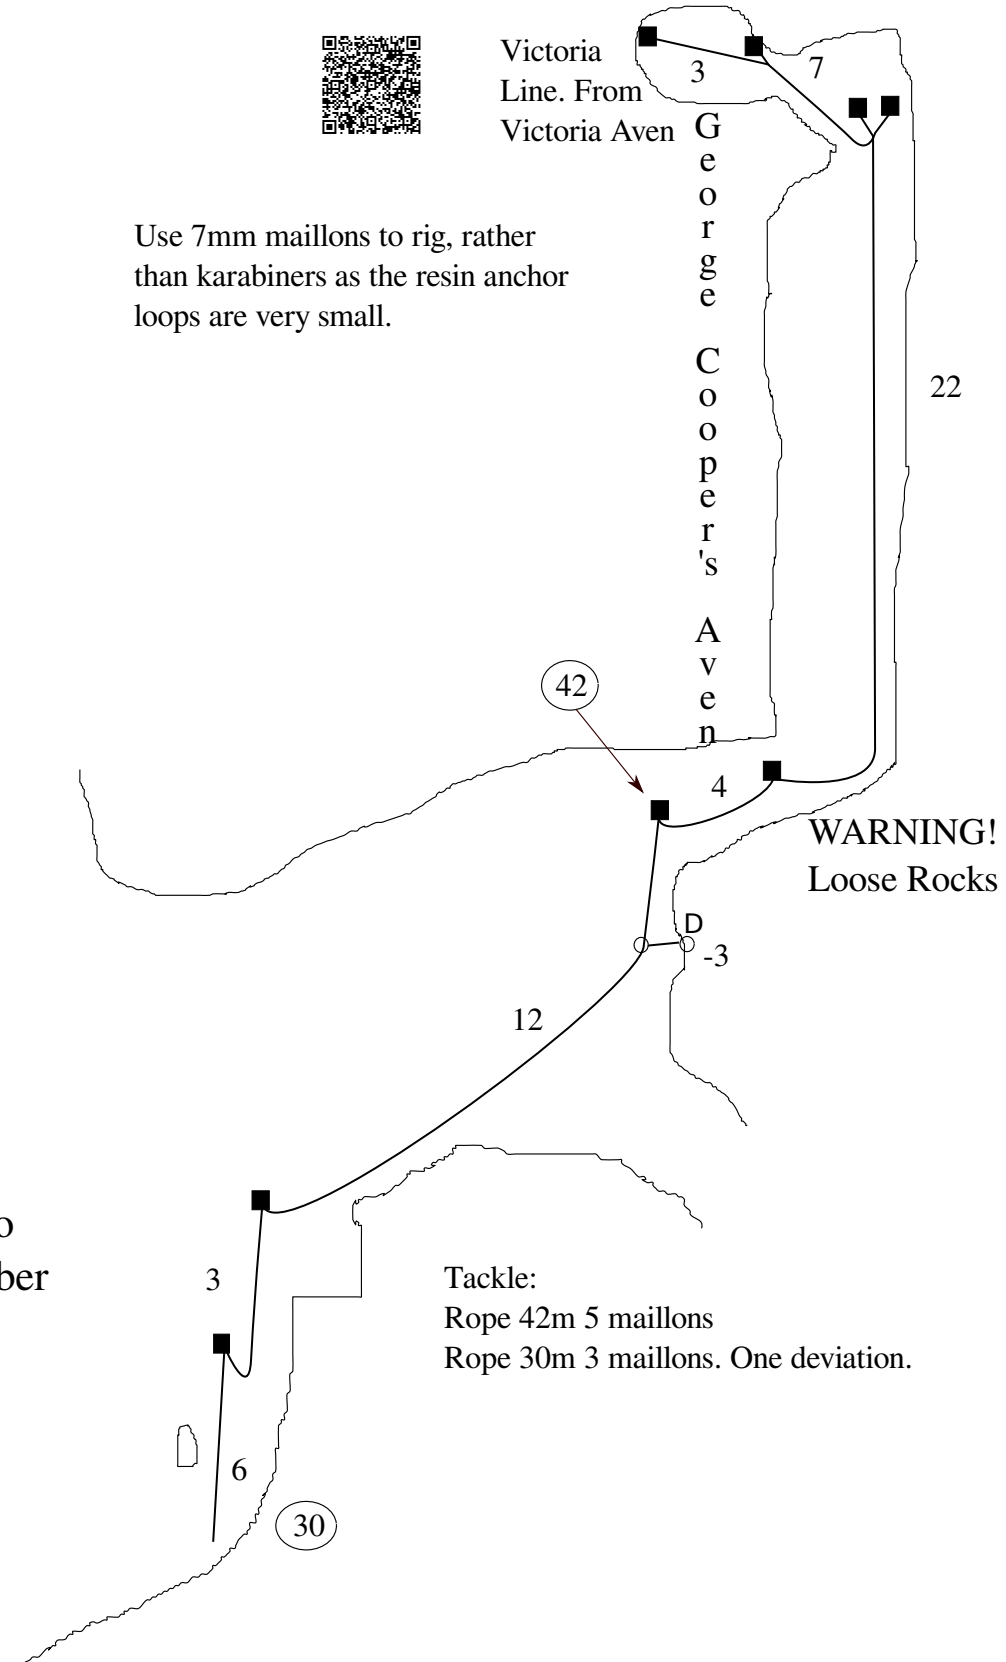 Victoria
Line. From
Victoria Aven
3
7
Use 7mm maillons to rig, rather
than karabiners as the resin anchor
loops are very small.
George Cooper's Aven
22
42
4
WARNING!
Loose Rocks
D
-3
12
3
Tackle:
Rope 42m 5 maillons
Rope 30m 3 maillons. One deviation.
6
30